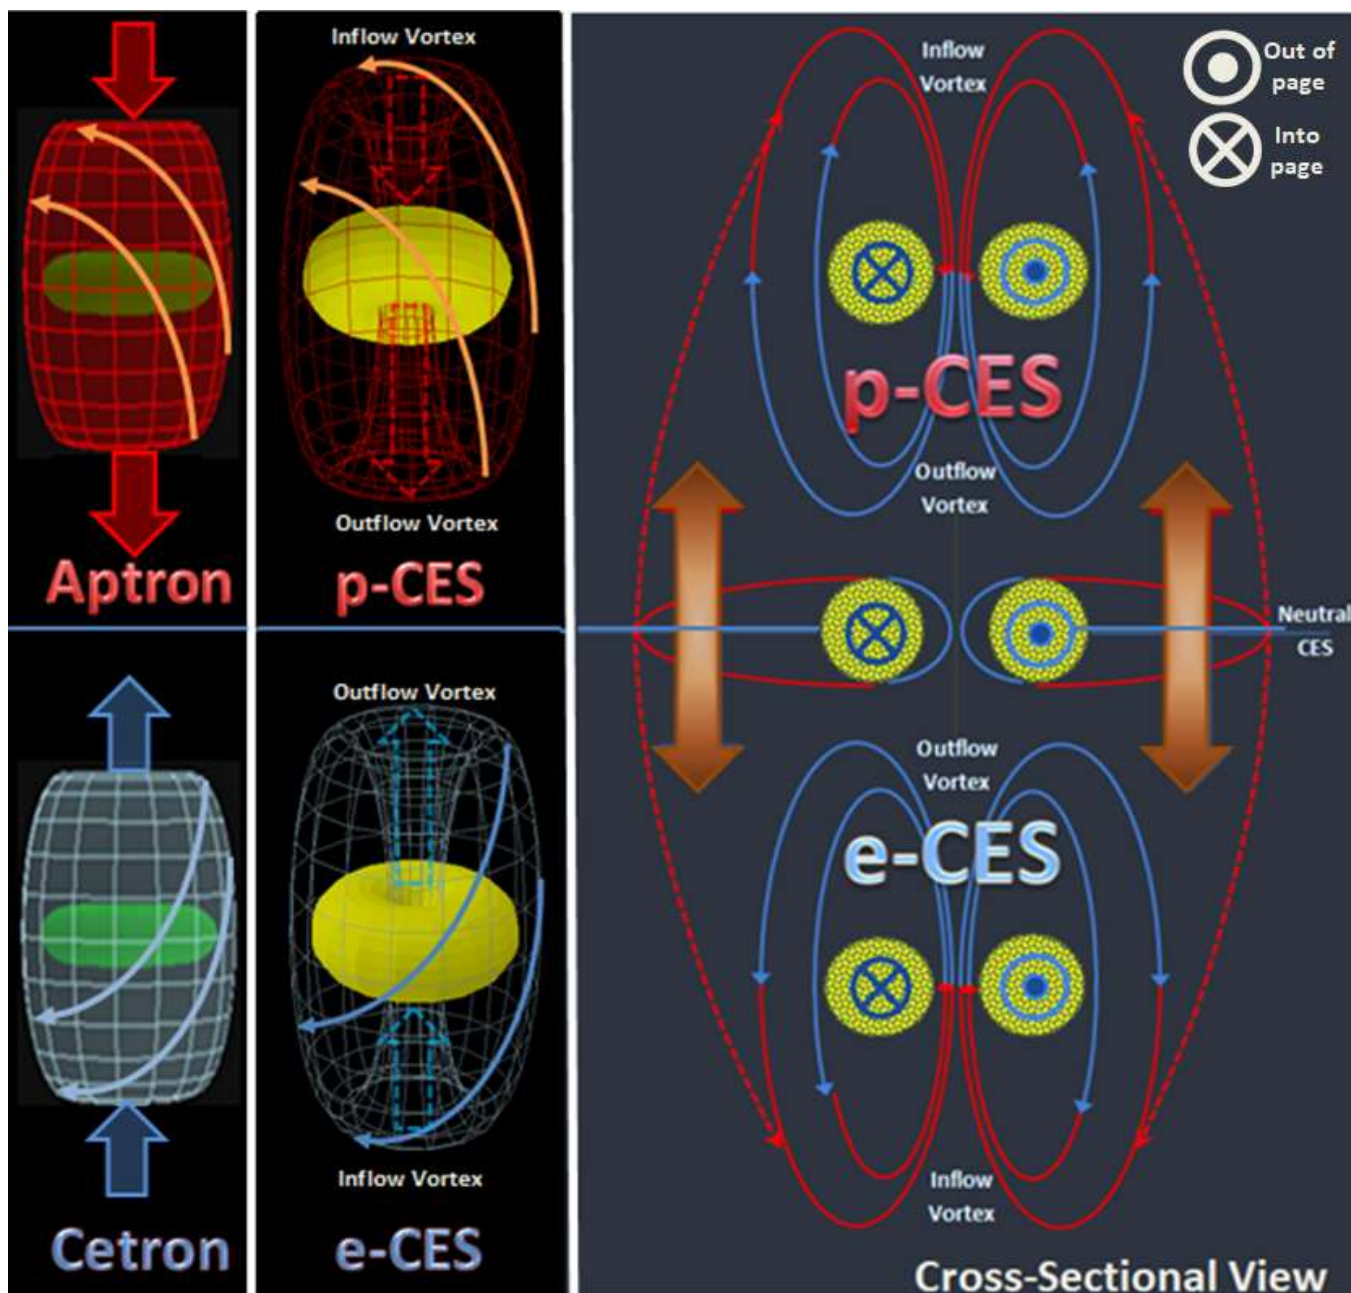 Inflow Vortex
Outflow Vortex
Aptron
p-CES
Outflow Vortex
Inflow Vortex
Cetron
e-CES
Inflow
Vortex
Out of
page
Into
page
p-CES
Outflow
Vortex
Neutral
CES
Outflow
Vortex
e-CES
Inflow
Vortex
Cross-Sectional View